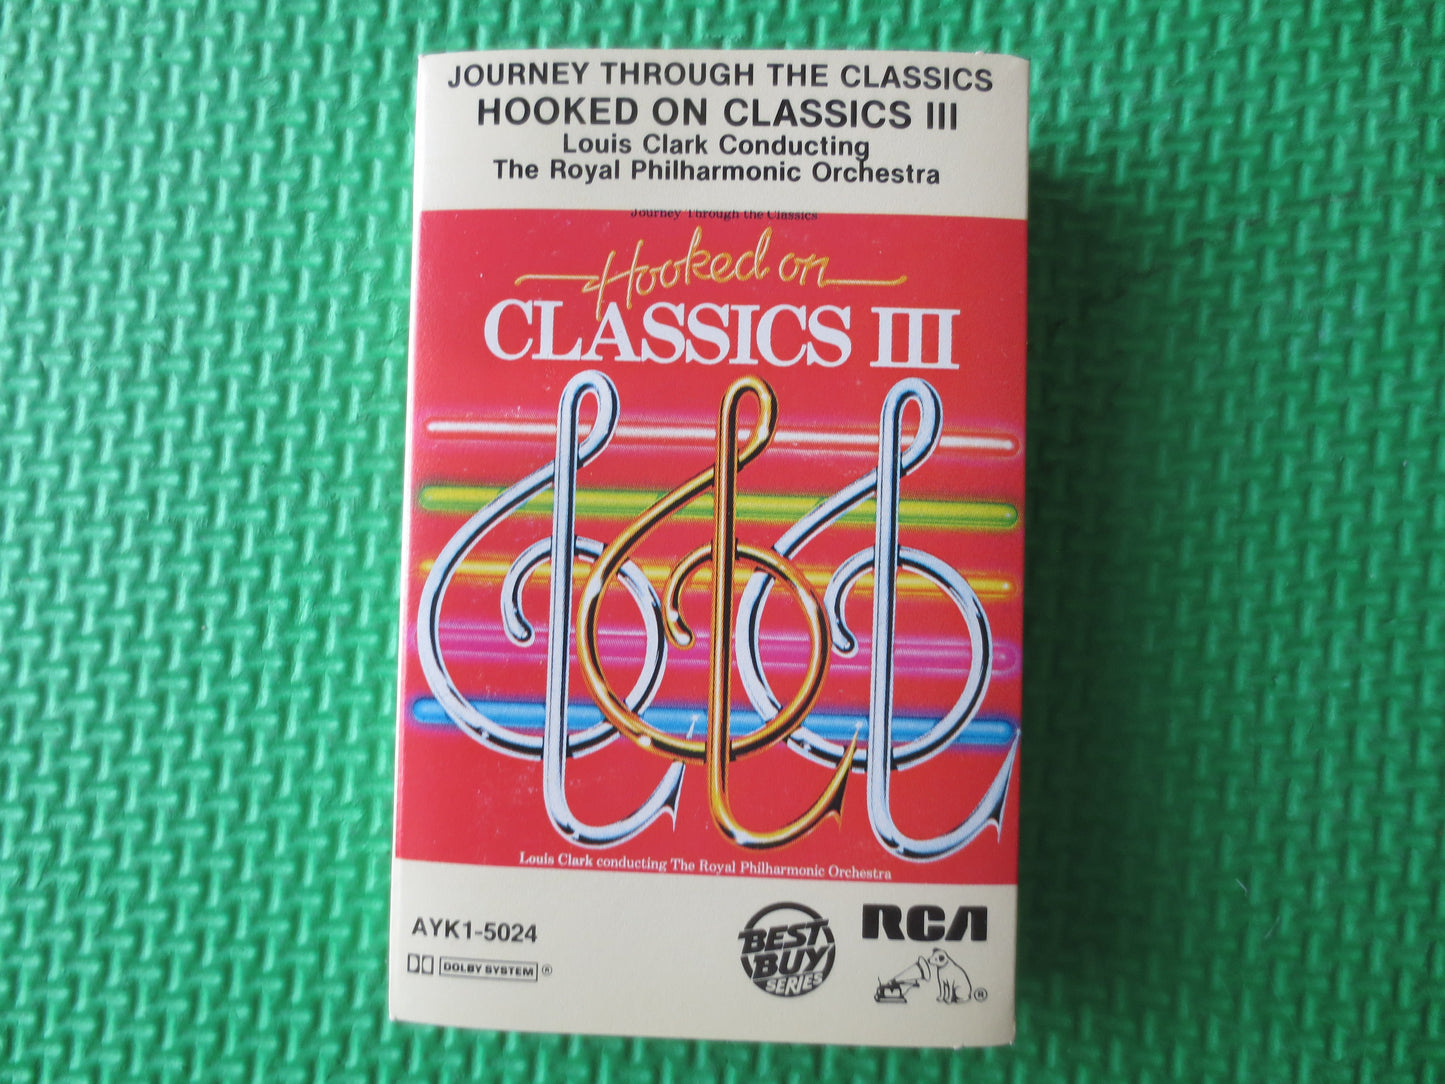 JOURNEY THROUGH THE CLASSICS
HOOKED ON CLASSICS III
Louis Clark Conducting
The Royal Philharmonic Orchestra
Journey Through the Classics
Hooked on
CLASSICS III
Louis Clark conducting The Royal Philharmonic Orchestra
AYK1-5024
DOLBY SYSTEM ®
BEST
BUY
SERIES
RCA
®